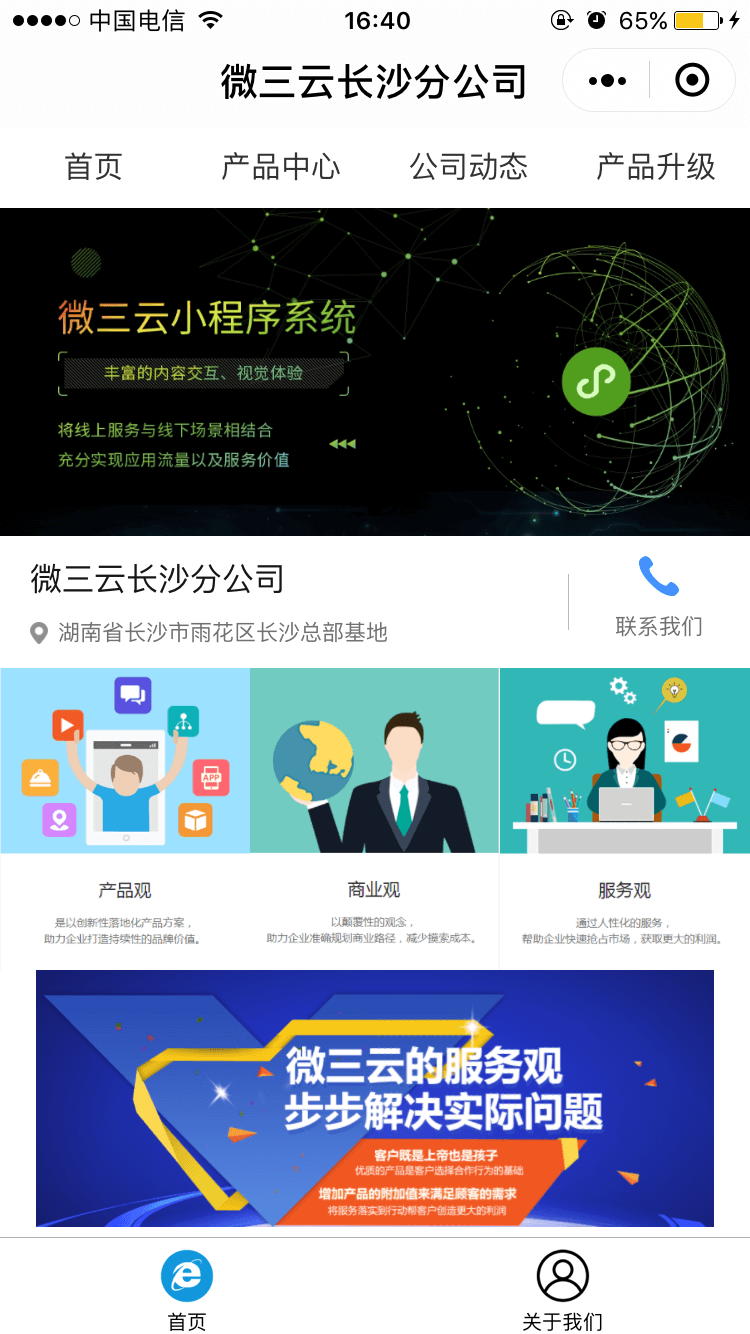 中国电信
16:40
65%
微三云长沙分公司
首页
产品中心
公司动态
产品升级
微三云小程序系统
丰富的内容交互、视觉体验
将线上服务与线下场景相结合
充分实现应用流量以及服务价值
微三云长沙分公司
湖南省长沙市雨花区长沙总部基地
联系我们
APP
产品观
是以创新性落地化产品方案，
助力企业打造持续性的品牌价值。
商业观
以颠覆性的观念，
助力企业准确规划商业路径，减少摸索成本。
服务观
通过人性化的服务，
帮助企业快速抢占市场，获取更大的利润。
微三云的服务观
步步解决实际问题
客户既是上帝也是孩子
优质的产品是客户选择合作行为的基础
增加产品的附加值来满足顾客的需求
将服务落实到行动帮客户创造更大的利润
首页
关于我们